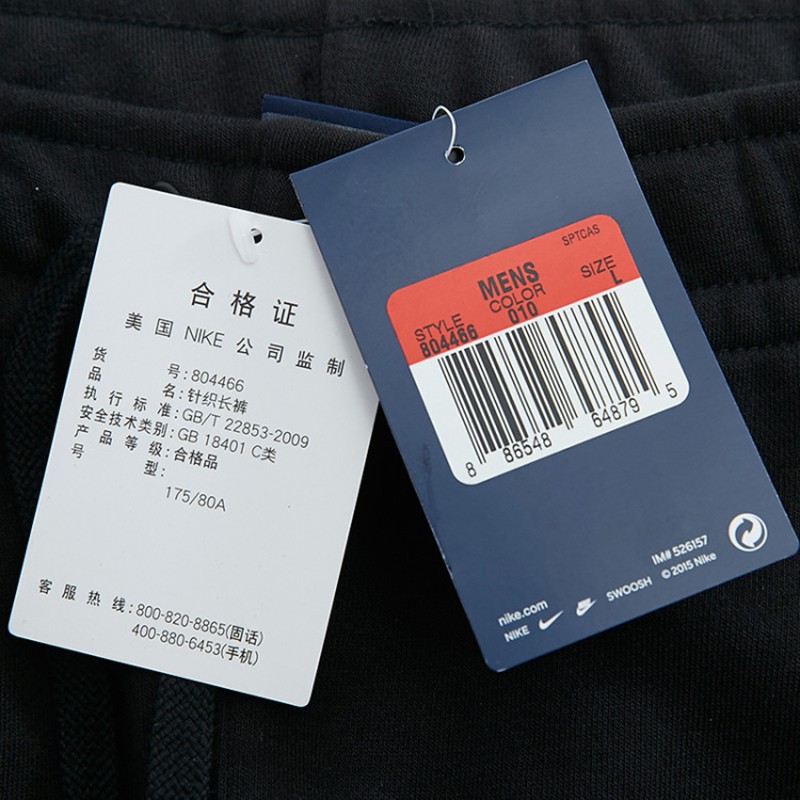 合格证
美国 NIKE 公司监制
货号:804466
品名:针织长裤
执行标准:GB/T 22853-2009
安全技术类别:GB 18401 C类
产品等级:合格品
号型:
175/80A
客服热线:800-820-8865(固话)
400-880-6453(手机)
SPTCAS
MENS
STYLE COLOR SIZE
804466 010 L
8 86548 64879 5
IM# 526157
nike.com
NIKE SWOOSH © 2015 Nike